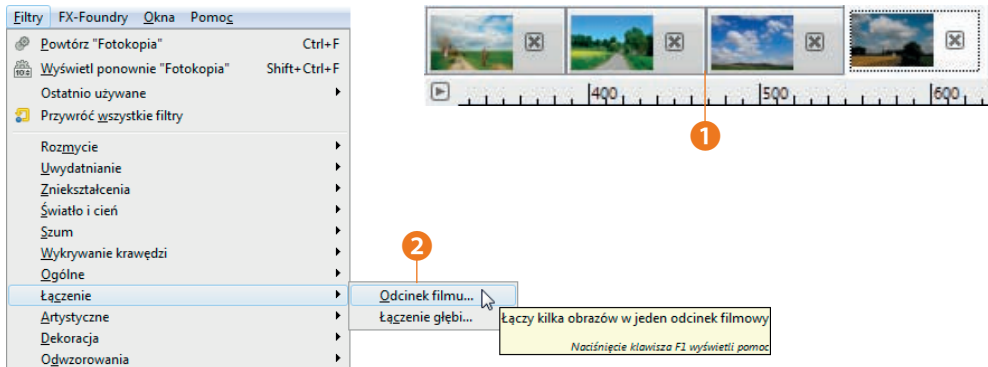 Filtry FX-Foundry Okna Pomoc
Powtórz "Fotokopia" Ctrl+F
Wyświetl ponownie "Fotokopia" Shift+Ctrl+F
Ostatnio używane
Przywróć wszystkie filtry
Rozmycie
Uwydatnianie
Zniekształcenia
Światło i cień
Szum
Wykrywanie krawędzi
Ogólne
Łączenie
Artystyczne
Dekoracja
Odwzorowania
400 500 600
1
2
Odcinek filmu...
Łączenie głębi...
Łączy kilka obrazów w jeden odcinek filmowy
Naciśnięcie klawisza F1 wyświetli pomoc